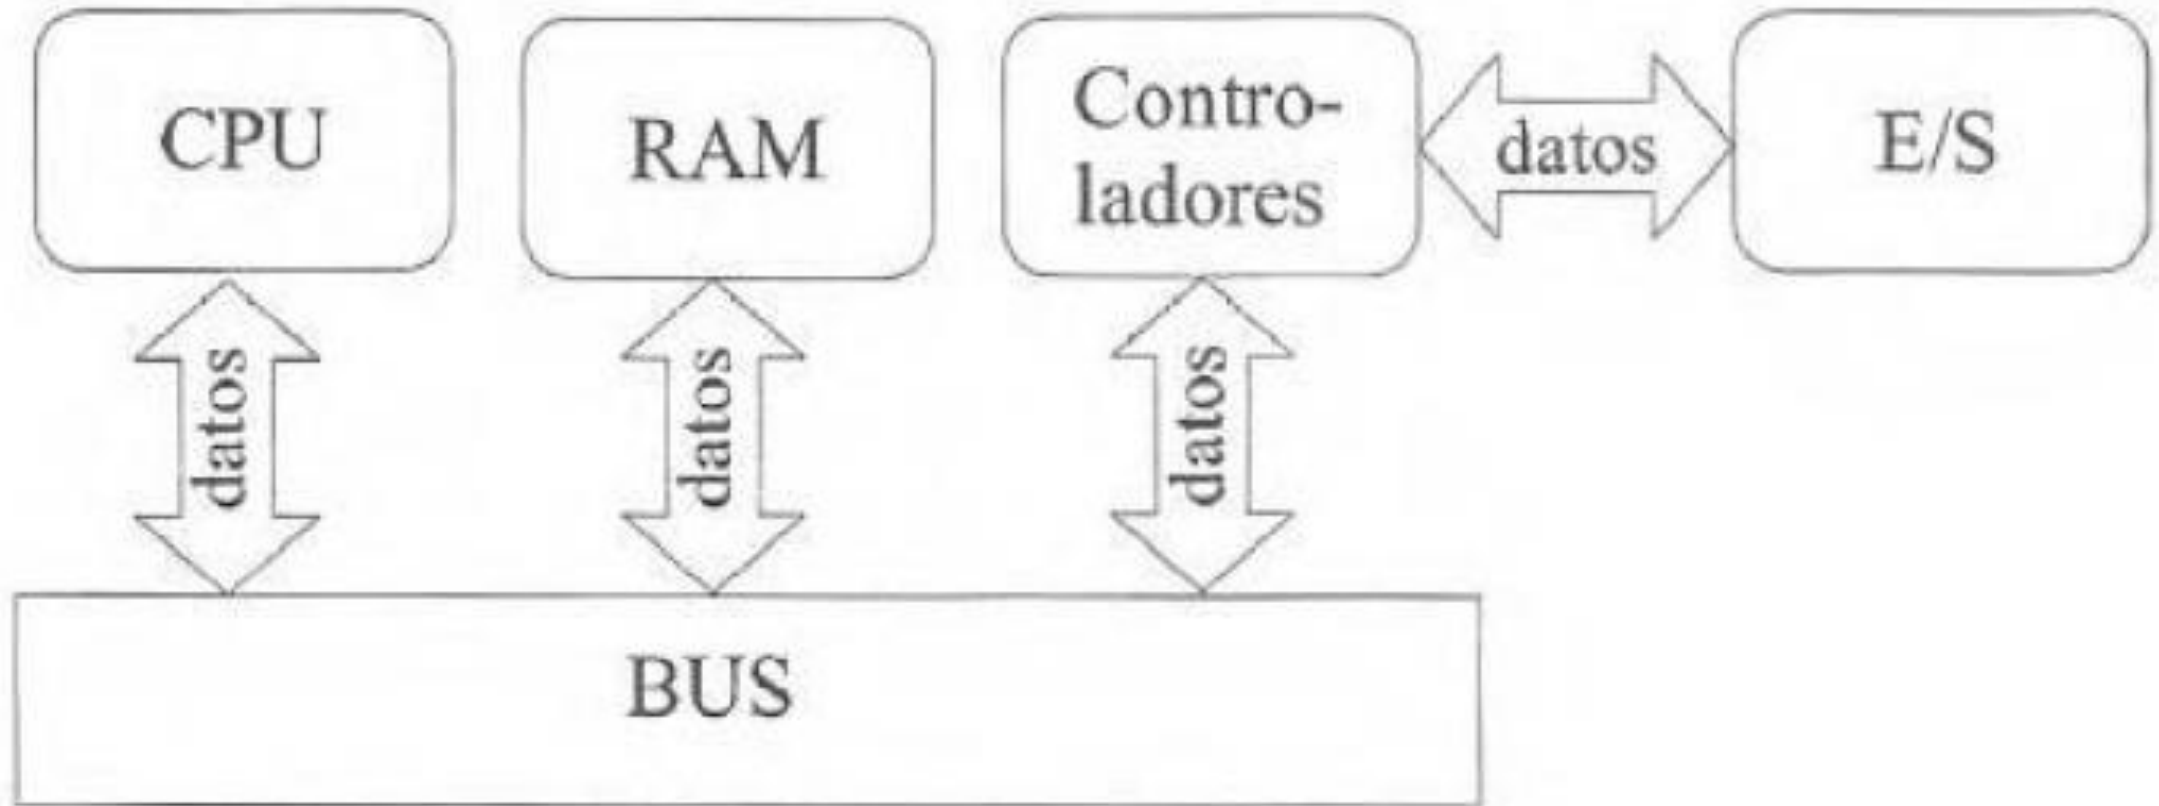 CPU
RAM
Contro-
ladores
datos
E/S
datos
datos
datos
BUS